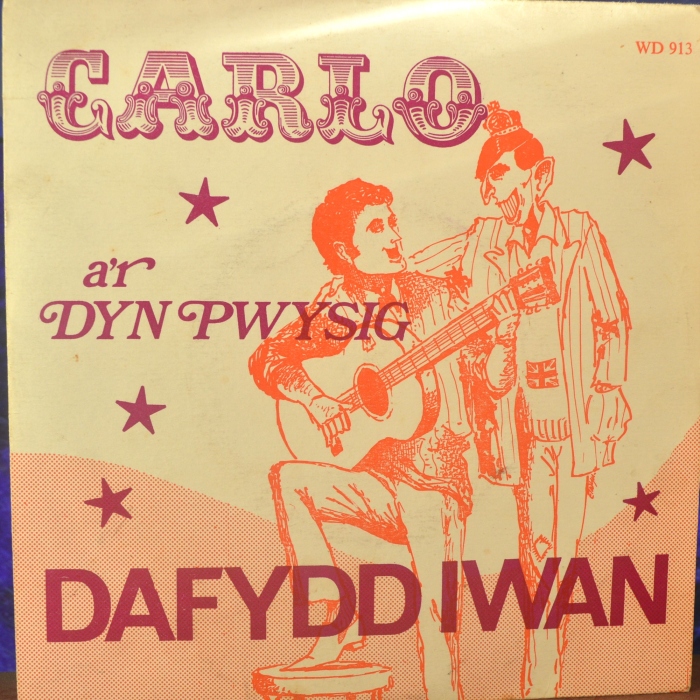 WD 913
CARLO
a'r
DYN PWYSIG
DAFYDD IWAN